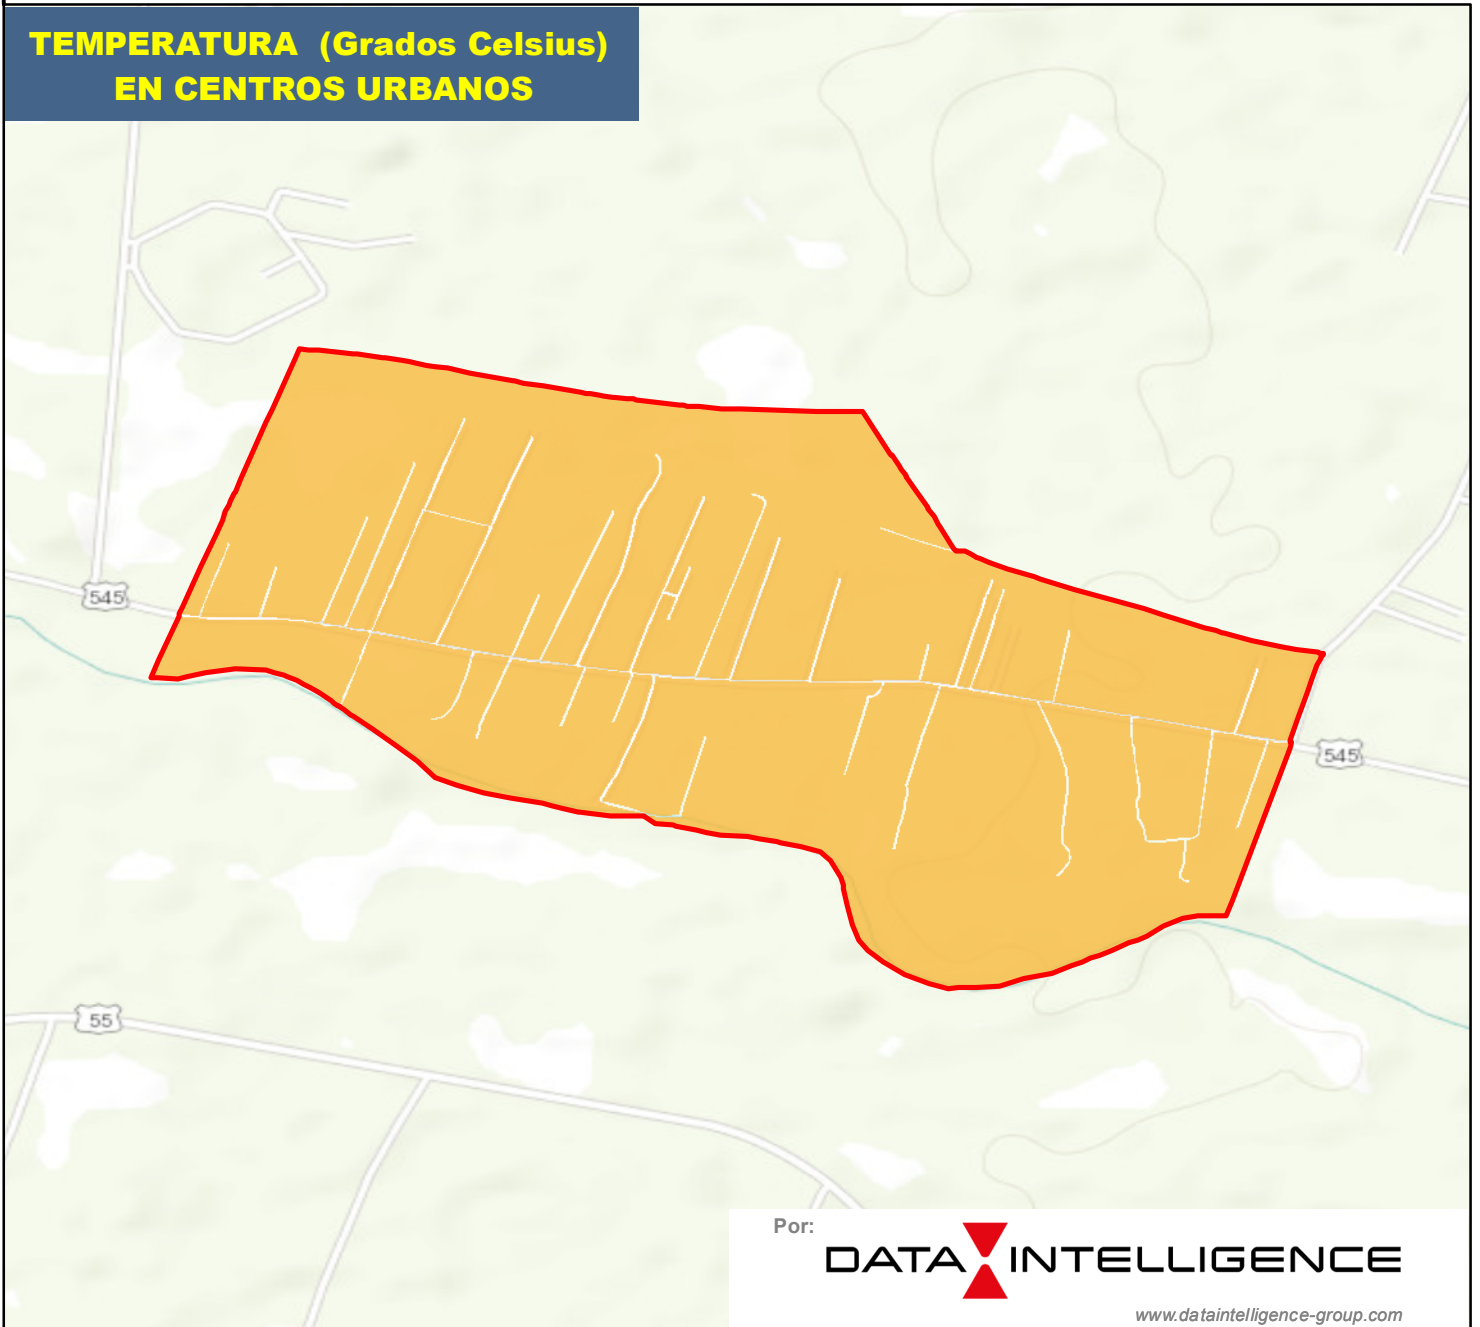 TEMPERATURA (Grados Celsius)
EN CENTROS URBANOS
545
545
55
Por:
DATA INTELLIGENCE
www.dataintelligence-group.com